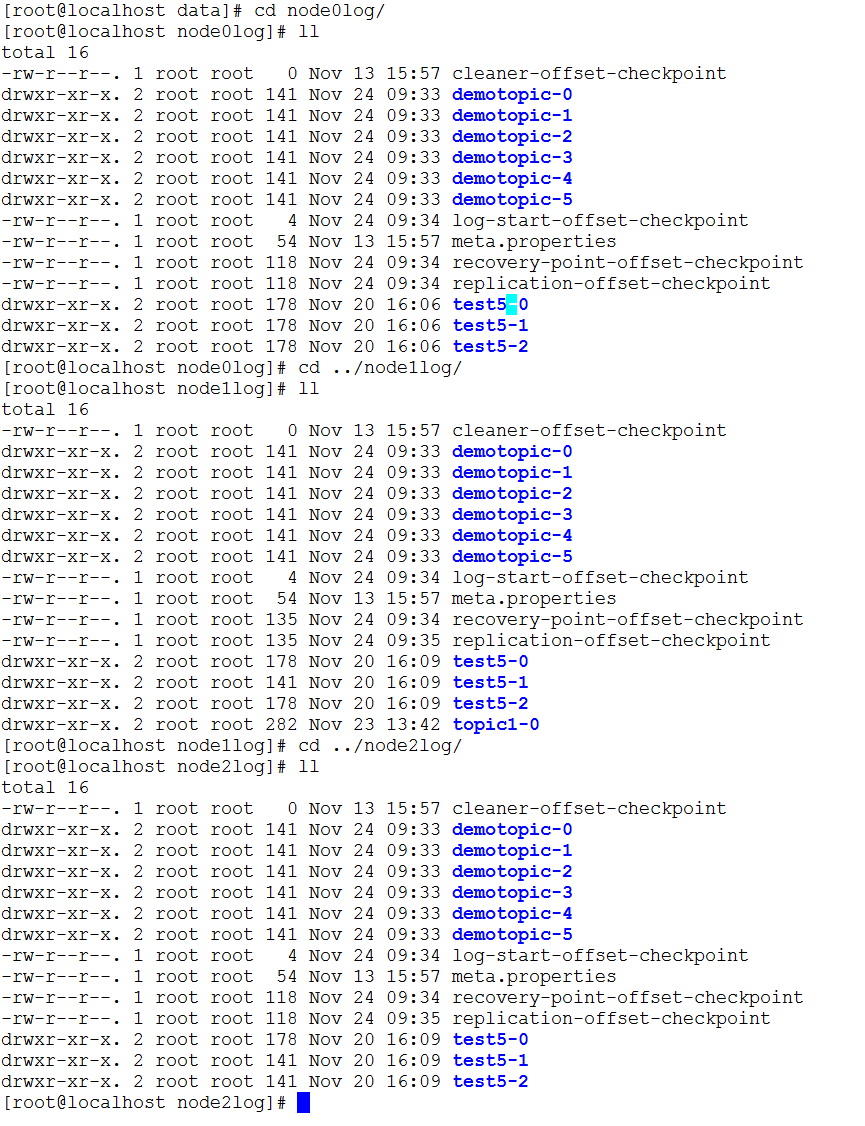 [root@localhost data]# cd node0log/
[root@localhost node0log]# ll
total 16
-rw-r--r--. 1 root root   0 Nov 13 15:57 cleaner-offset-checkpoint
drwxr-xr-x. 2 root root 141 Nov 24 09:33 demotopic-0
drwxr-xr-x. 2 root root 141 Nov 24 09:33 demotopic-1
drwxr-xr-x. 2 root root 141 Nov 24 09:33 demotopic-2
drwxr-xr-x. 2 root root 141 Nov 24 09:33 demotopic-3
drwxr-xr-x. 2 root root 141 Nov 24 09:33 demotopic-4
drwxr-xr-x. 2 root root 141 Nov 24 09:33 demotopic-5
-rw-r--r--. 1 root root   4 Nov 24 09:34 log-start-offset-checkpoint
-rw-r--r--. 1 root root  54 Nov 13 15:57 meta.properties
-rw-r--r--. 1 root root 118 Nov 24 09:34 recovery-point-offset-checkpoint
-rw-r--r--. 1 root root 118 Nov 24 09:34 replication-offset-checkpoint
drwxr-xr-x. 2 root root 178 Nov 20 16:06 test5-0
drwxr-xr-x. 2 root root 178 Nov 20 16:06 test5-1
drwxr-xr-x. 2 root root 178 Nov 20 16:06 test5-2
[root@localhost node0log]# cd ../node1log/
[root@localhost node1log]# ll
total 16
-rw-r--r--. 1 root root   0 Nov 13 15:57 cleaner-offset-checkpoint
drwxr-xr-x. 2 root root 141 Nov 24 09:33 demotopic-0
drwxr-xr-x. 2 root root 141 Nov 24 09:33 demotopic-1
drwxr-xr-x. 2 root root 141 Nov 24 09:33 demotopic-2
drwxr-xr-x. 2 root root 141 Nov 24 09:33 demotopic-3
drwxr-xr-x. 2 root root 141 Nov 24 09:33 demotopic-4
drwxr-xr-x. 2 root root 141 Nov 24 09:33 demotopic-5
-rw-r--r--. 1 root root   4 Nov 24 09:34 log-start-offset-checkpoint
-rw-r--r--. 1 root root  54 Nov 13 15:57 meta.properties
-rw-r--r--. 1 root root 135 Nov 24 09:34 recovery-point-offset-checkpoint
-rw-r--r--. 1 root root 135 Nov 24 09:35 replication-offset-checkpoint
drwxr-xr-x. 2 root root 178 Nov 20 16:09 test5-0
drwxr-xr-x. 2 root root 141 Nov 20 16:09 test5-1
drwxr-xr-x. 2 root root 178 Nov 20 16:09 test5-2
drwxr-xr-x. 2 root root 282 Nov 23 13:42 topic1-0
[root@localhost node1log]# cd ../node2log/
[root@localhost node2log]# ll
total 16
-rw-r--r--. 1 root root   0 Nov 13 15:57 cleaner-offset-checkpoint
drwxr-xr-x. 2 root root 141 Nov 24 09:33 demotopic-0
drwxr-xr-x. 2 root root 141 Nov 24 09:33 demotopic-1
drwxr-xr-x. 2 root root 141 Nov 24 09:33 demotopic-2
drwxr-xr-x. 2 root root 141 Nov 24 09:33 demotopic-3
drwxr-xr-x. 2 root root 141 Nov 24 09:33 demotopic-4
drwxr-xr-x. 2 root root 141 Nov 24 09:33 demotopic-5
-rw-r--r--. 1 root root   4 Nov 24 09:34 log-start-offset-checkpoint
-rw-r--r--. 1 root root  54 Nov 13 15:57 meta.properties
-rw-r--r--. 1 root root 118 Nov 24 09:34 recovery-point-offset-checkpoint
-rw-r--r--. 1 root root 118 Nov 24 09:35 replication-offset-checkpoint
drwxr-xr-x. 2 root root 178 Nov 20 16:09 test5-0
drwxr-xr-x. 2 root root 141 Nov 20 16:09 test5-1
drwxr-xr-x. 2 root root 141 Nov 20 16:09 test5-2
[root@localhost node2log]#